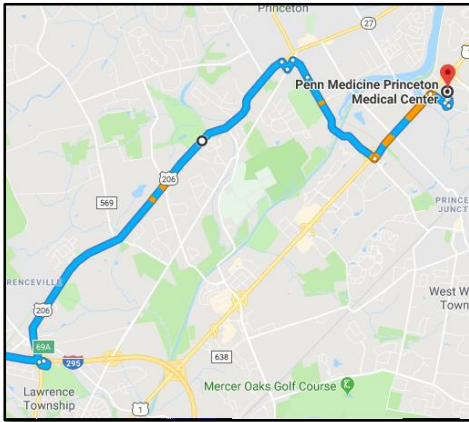 Princeton
27
Penn Medicine Princeton
Medical Center
206
569
PRINCE
JUNCT
RENCEVILLE
206
West W
Town
69A
295
638
Lawrence
Township
Mercer Oaks Golf Course
1